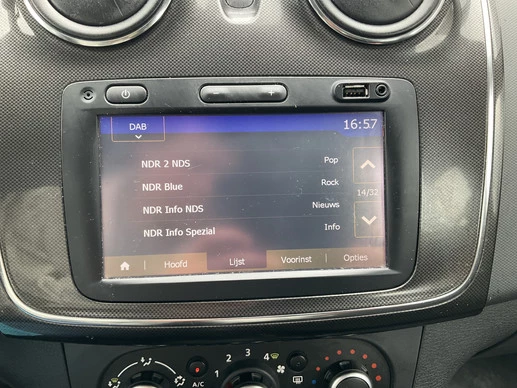 DAB 16:57
NDR 2 NDS Pop
NDR Blue Rock
NDR Info NDS Nieuws
14/32
NDR Info Spezial Info
Hoofd Lijst Voorinst Opties
1 2 3 4
A/C